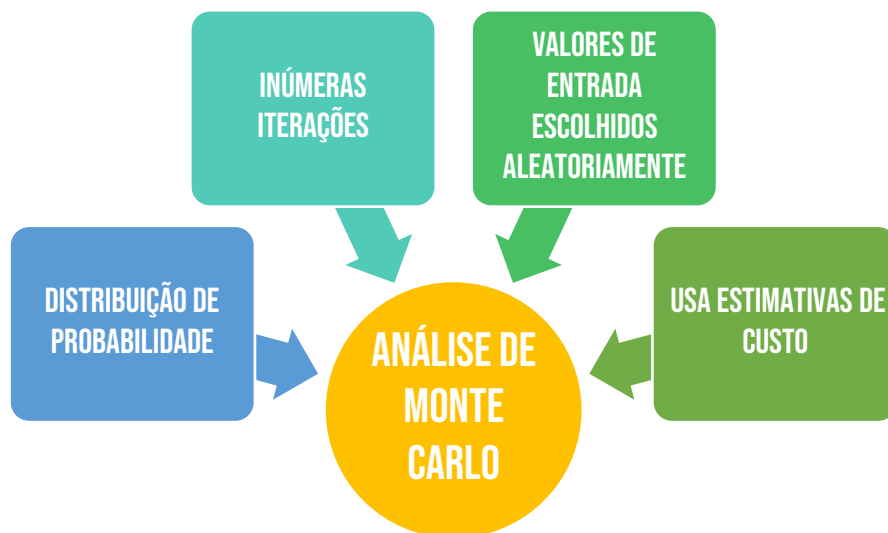 INÚMERAS
ITERAÇÕES
VALORES DE
ENTRADA
ESCOLHIDOS
ALEATORIAMENTE
DISTRIBUIÇÃO DE
PROBABILIDADE
USA ESTIMATIVAS DE
CUSTO
ANÁLISE DE
MONTE
CARLO